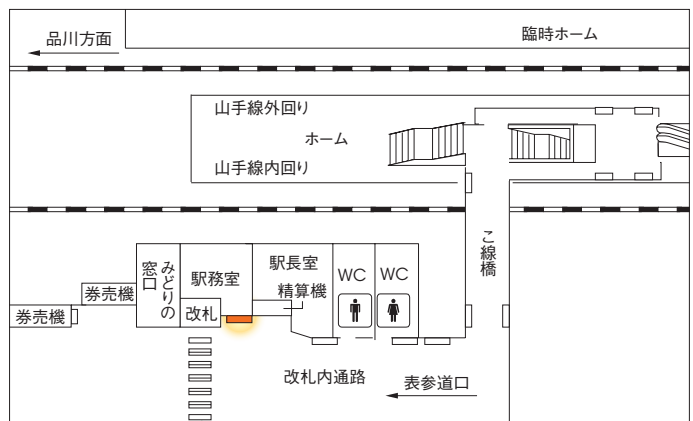 臨時ホーム
品川方面
山手線外回り
ホーム
山手線内回り
こ線橋
みどりの
窓口
駅務室
駅長室
精算機
WC
WC
券売機
券売機
改札
改札内通路
表参道口